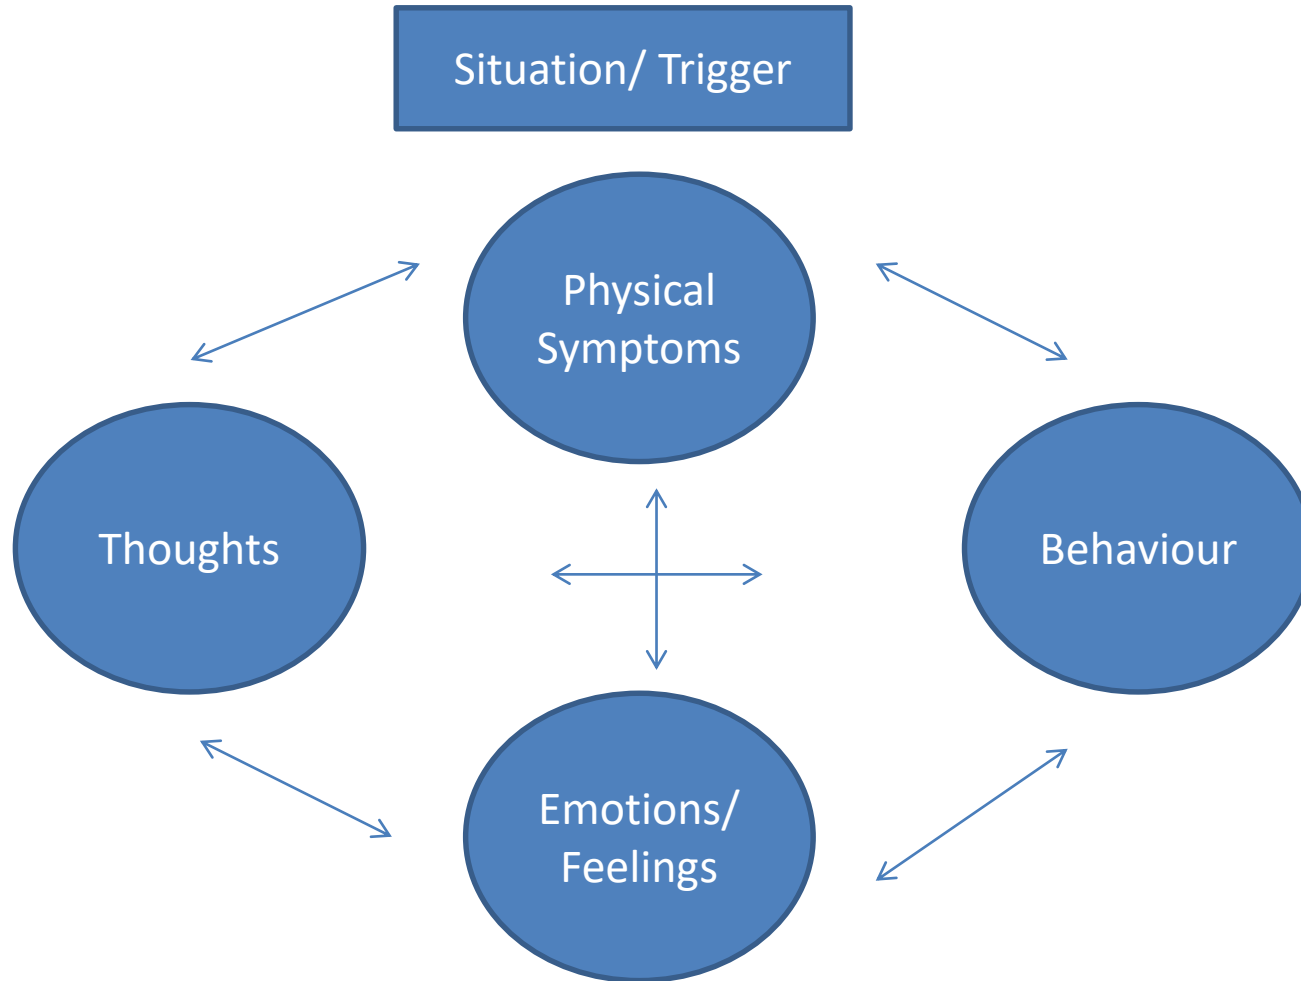 Situation/ Trigger
Physical
Symptoms
Thoughts
Behaviour
Emotions/
Feelings